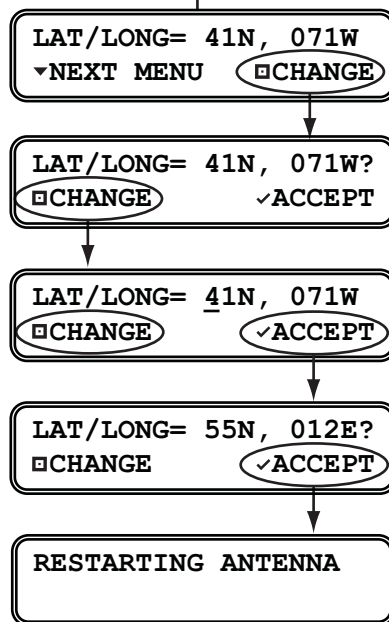 LAT/LONG= 41N, 071W
▾NEXT MENU ⊡CHANGE
LAT/LONG= 41N, 071W?
⊡CHANGE ✓ACCEPT
LAT/LONG= 41N, 071W
⊡CHANGE ✓ACCEPT
LAT/LONG= 55N, 012E?
⊡CHANGE ✓ACCEPT
RESTARTING ANTENNA